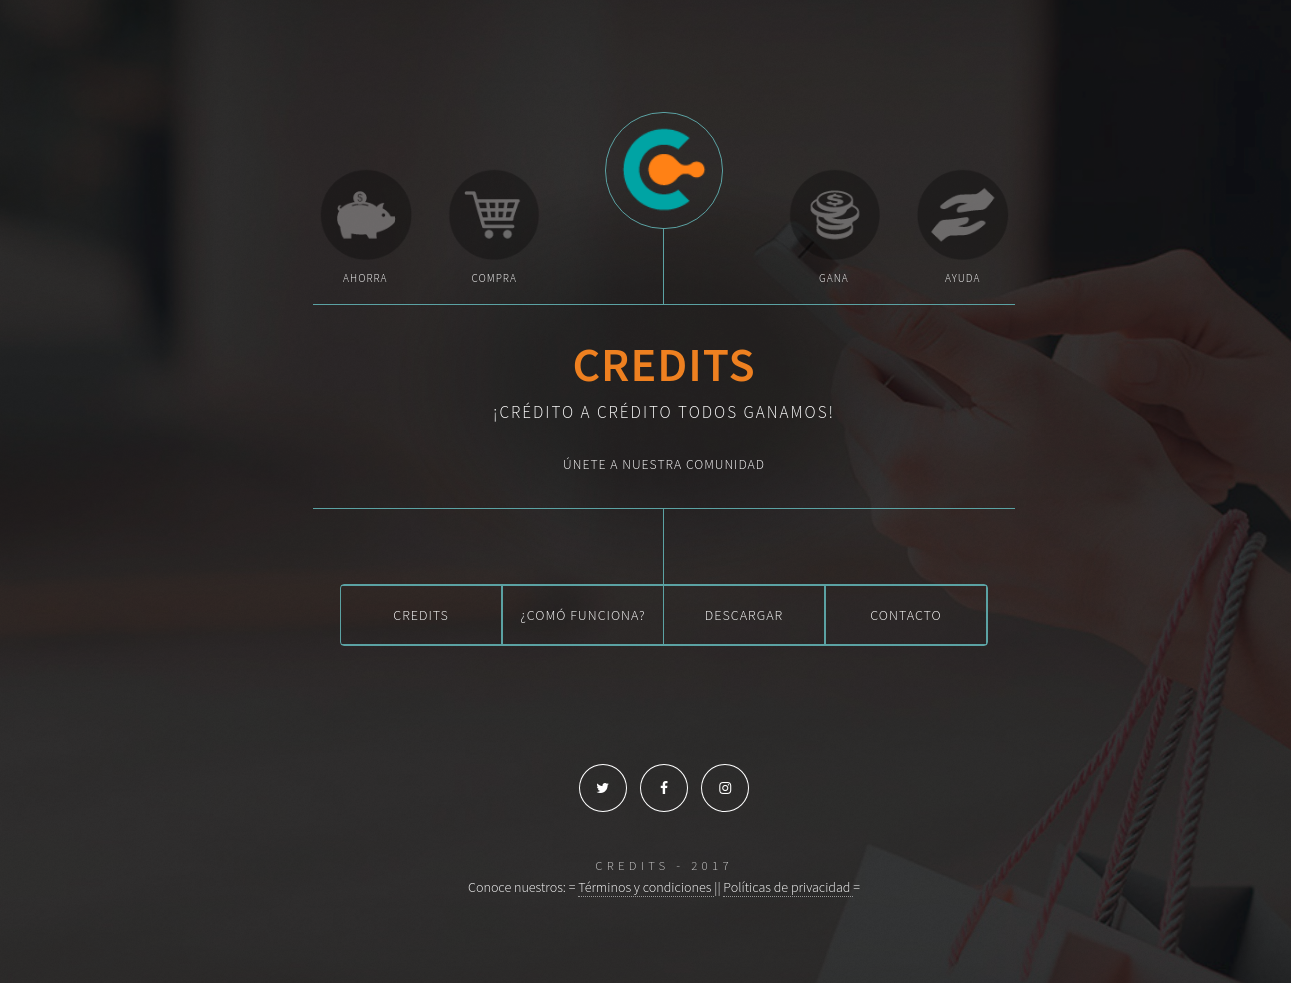 AHORRA
COMPRA
GANA
AYUDA
CREDITS
¡CRÉDITO A CRÉDITO TODOS GANAMOS!
ÚNETE A NUESTRA COMUNIDAD
CREDITS
¿COMÓ FUNCIONA?
DESCARGAR
CONTACTO
CREDITS - 2017
Conoce nuestros: = Términos y condiciones || Políticas de privacidad =